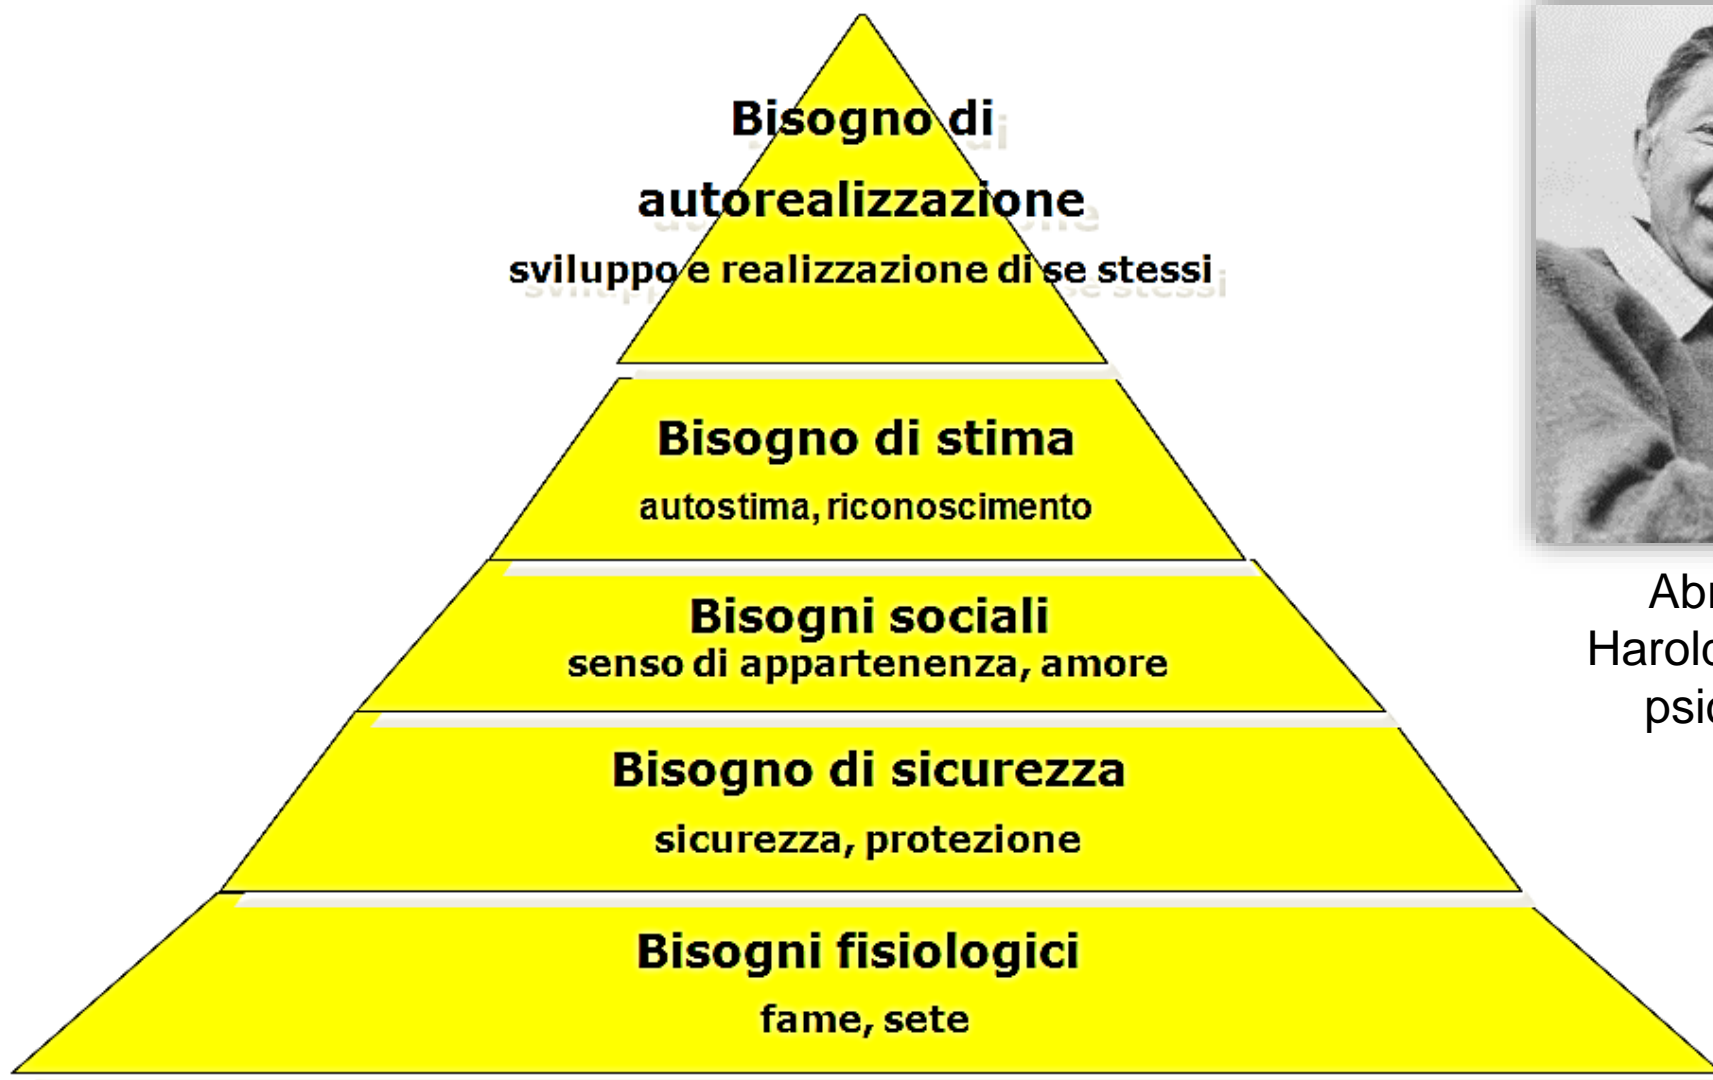 Bisogno di
autorealizzazione
sviluppo e realizzazione di se stessi
Bisogno di stima
autostima, riconoscimento
Bisogni sociali
senso di appartenenza, amore
Bisogno di sicurezza
sicurezza, protezione
Bisogni fisiologici
fame, sete